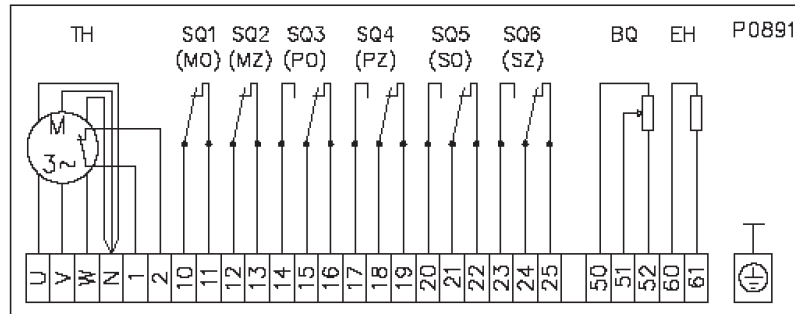 TH SQ1 SQ2 SQ3 SQ4 SQ5 SQ6 BQ EH P0891
(MO) (MZ) (PO) (PZ) (SO) (SZ)
M
3~
U V W N 1 2 10 11 12 13 14 15 16 17 18 19 20 21 22 23 24 25 50 51 52 60 61